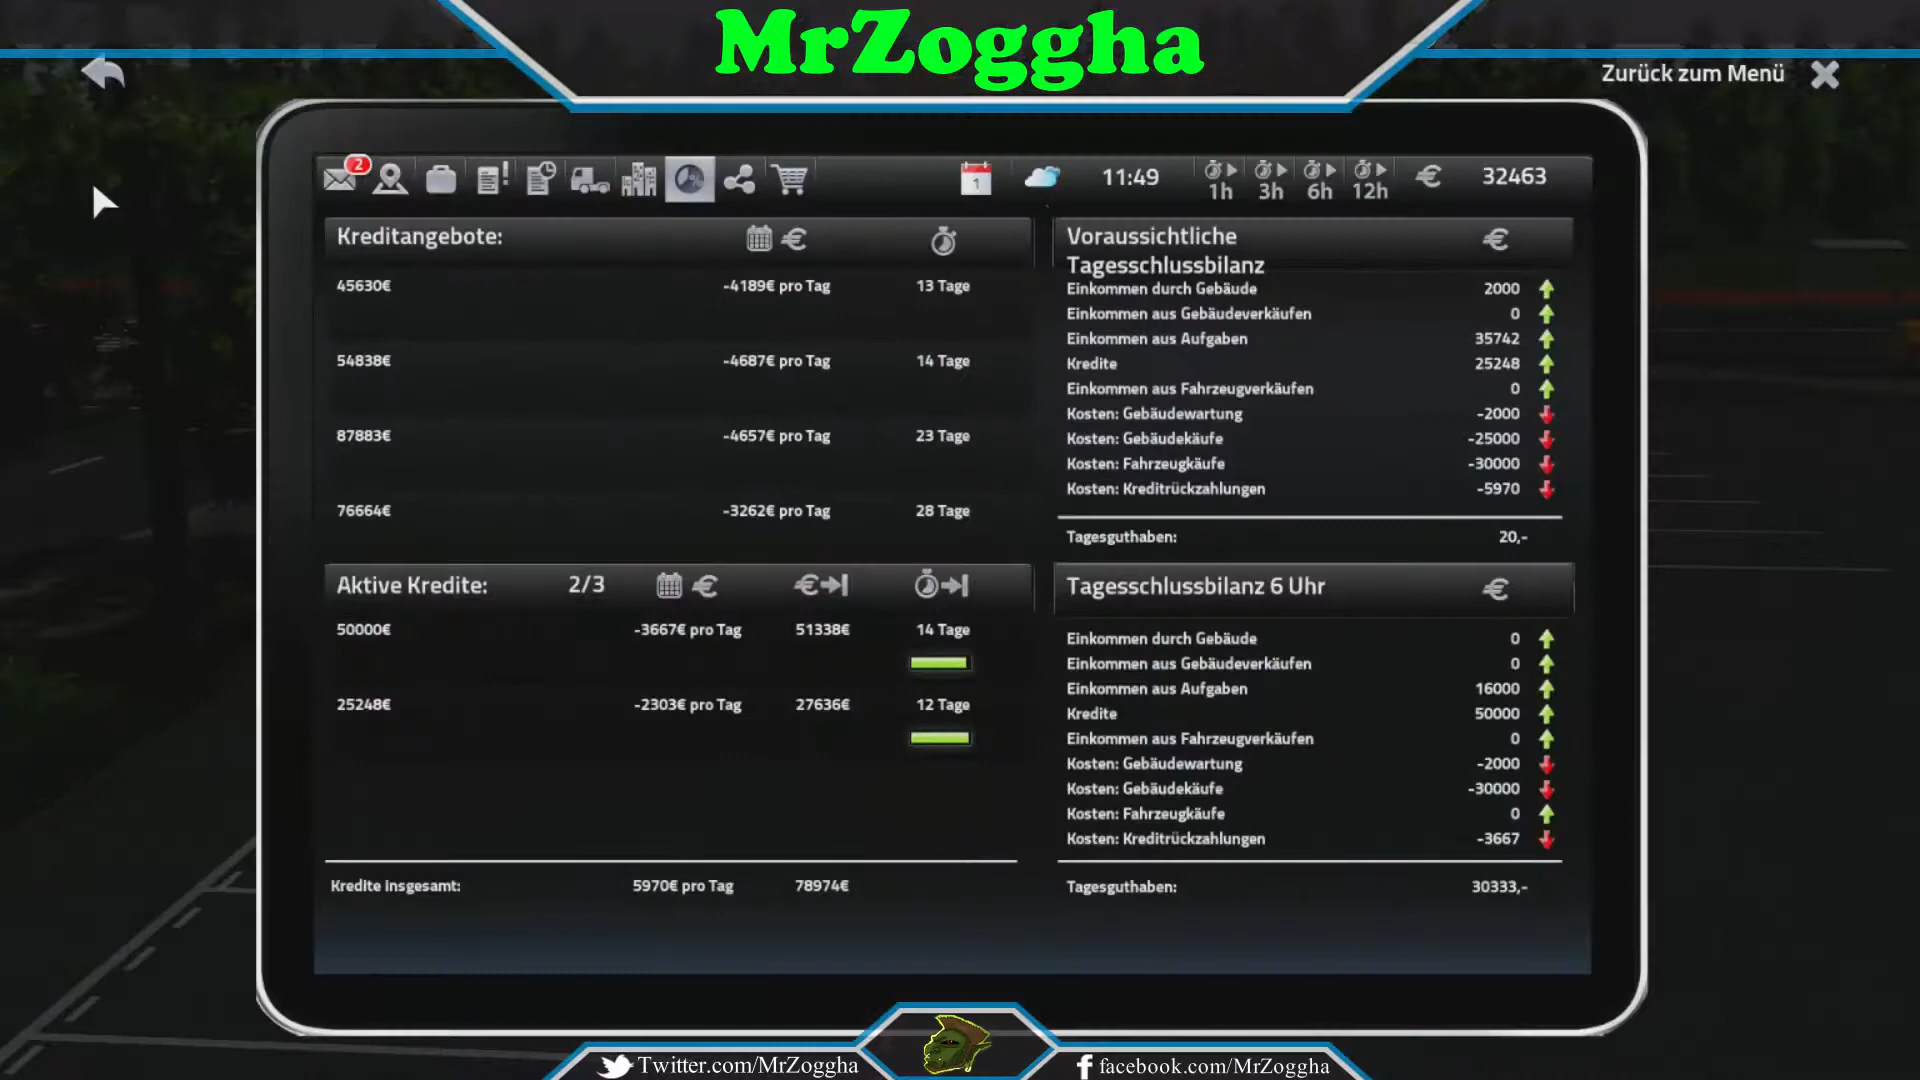 MrZoggha
Zurück zum Menü
2
1
11:49
1h
3h
6h
12h
32463
Kreditangebote:
45630€ -4189€ pro Tag 13 Tage
54838€ -4687€ pro Tag 14 Tage
87883€ -4657€ pro Tag 23 Tage
76664€ -3262€ pro Tag 28 Tage
Aktive Kredite: 2/3
50000€ -3667€ pro Tag 51338€ 14 Tage
25248€ -2303€ pro Tag 27636€ 12 Tage
Kredite Insgesamt: 5970€ pro Tag 78974€
Voraussichtliche
Tagesschlussbilanz
Einkommen durch Gebäude 2000
Einkommen aus Gebäudeverkäufen 0
Einkommen aus Aufgaben 35742
Kredite 25248
Einkommen aus Fahrzeugverkäufen 0
Kosten: Gebäudewartung -2000
Kosten: Gebäudekäufe -25000
Kosten: Fahrzeugkäufe -30000
Kosten: Kreditrückzahlungen -5970
Tagesguthaben: 20,-
Tagesschlussbilanz 6 Uhr
Einkommen durch Gebäude 0
Einkommen aus Gebäudeverkäufen 0
Einkommen aus Aufgaben 16000
Kredite 50000
Einkommen aus Fahrzeugverkäufen 0
Kosten: Gebäudewartung -2000
Kosten: Gebäudekäufe -30000
Kosten: Fahrzeugkäufe 0
Kosten: Kreditrückzahlungen -3667
Tagesguthaben: 30333,-
Twitter.com/MrZoggha
facebook.com/MrZoggha